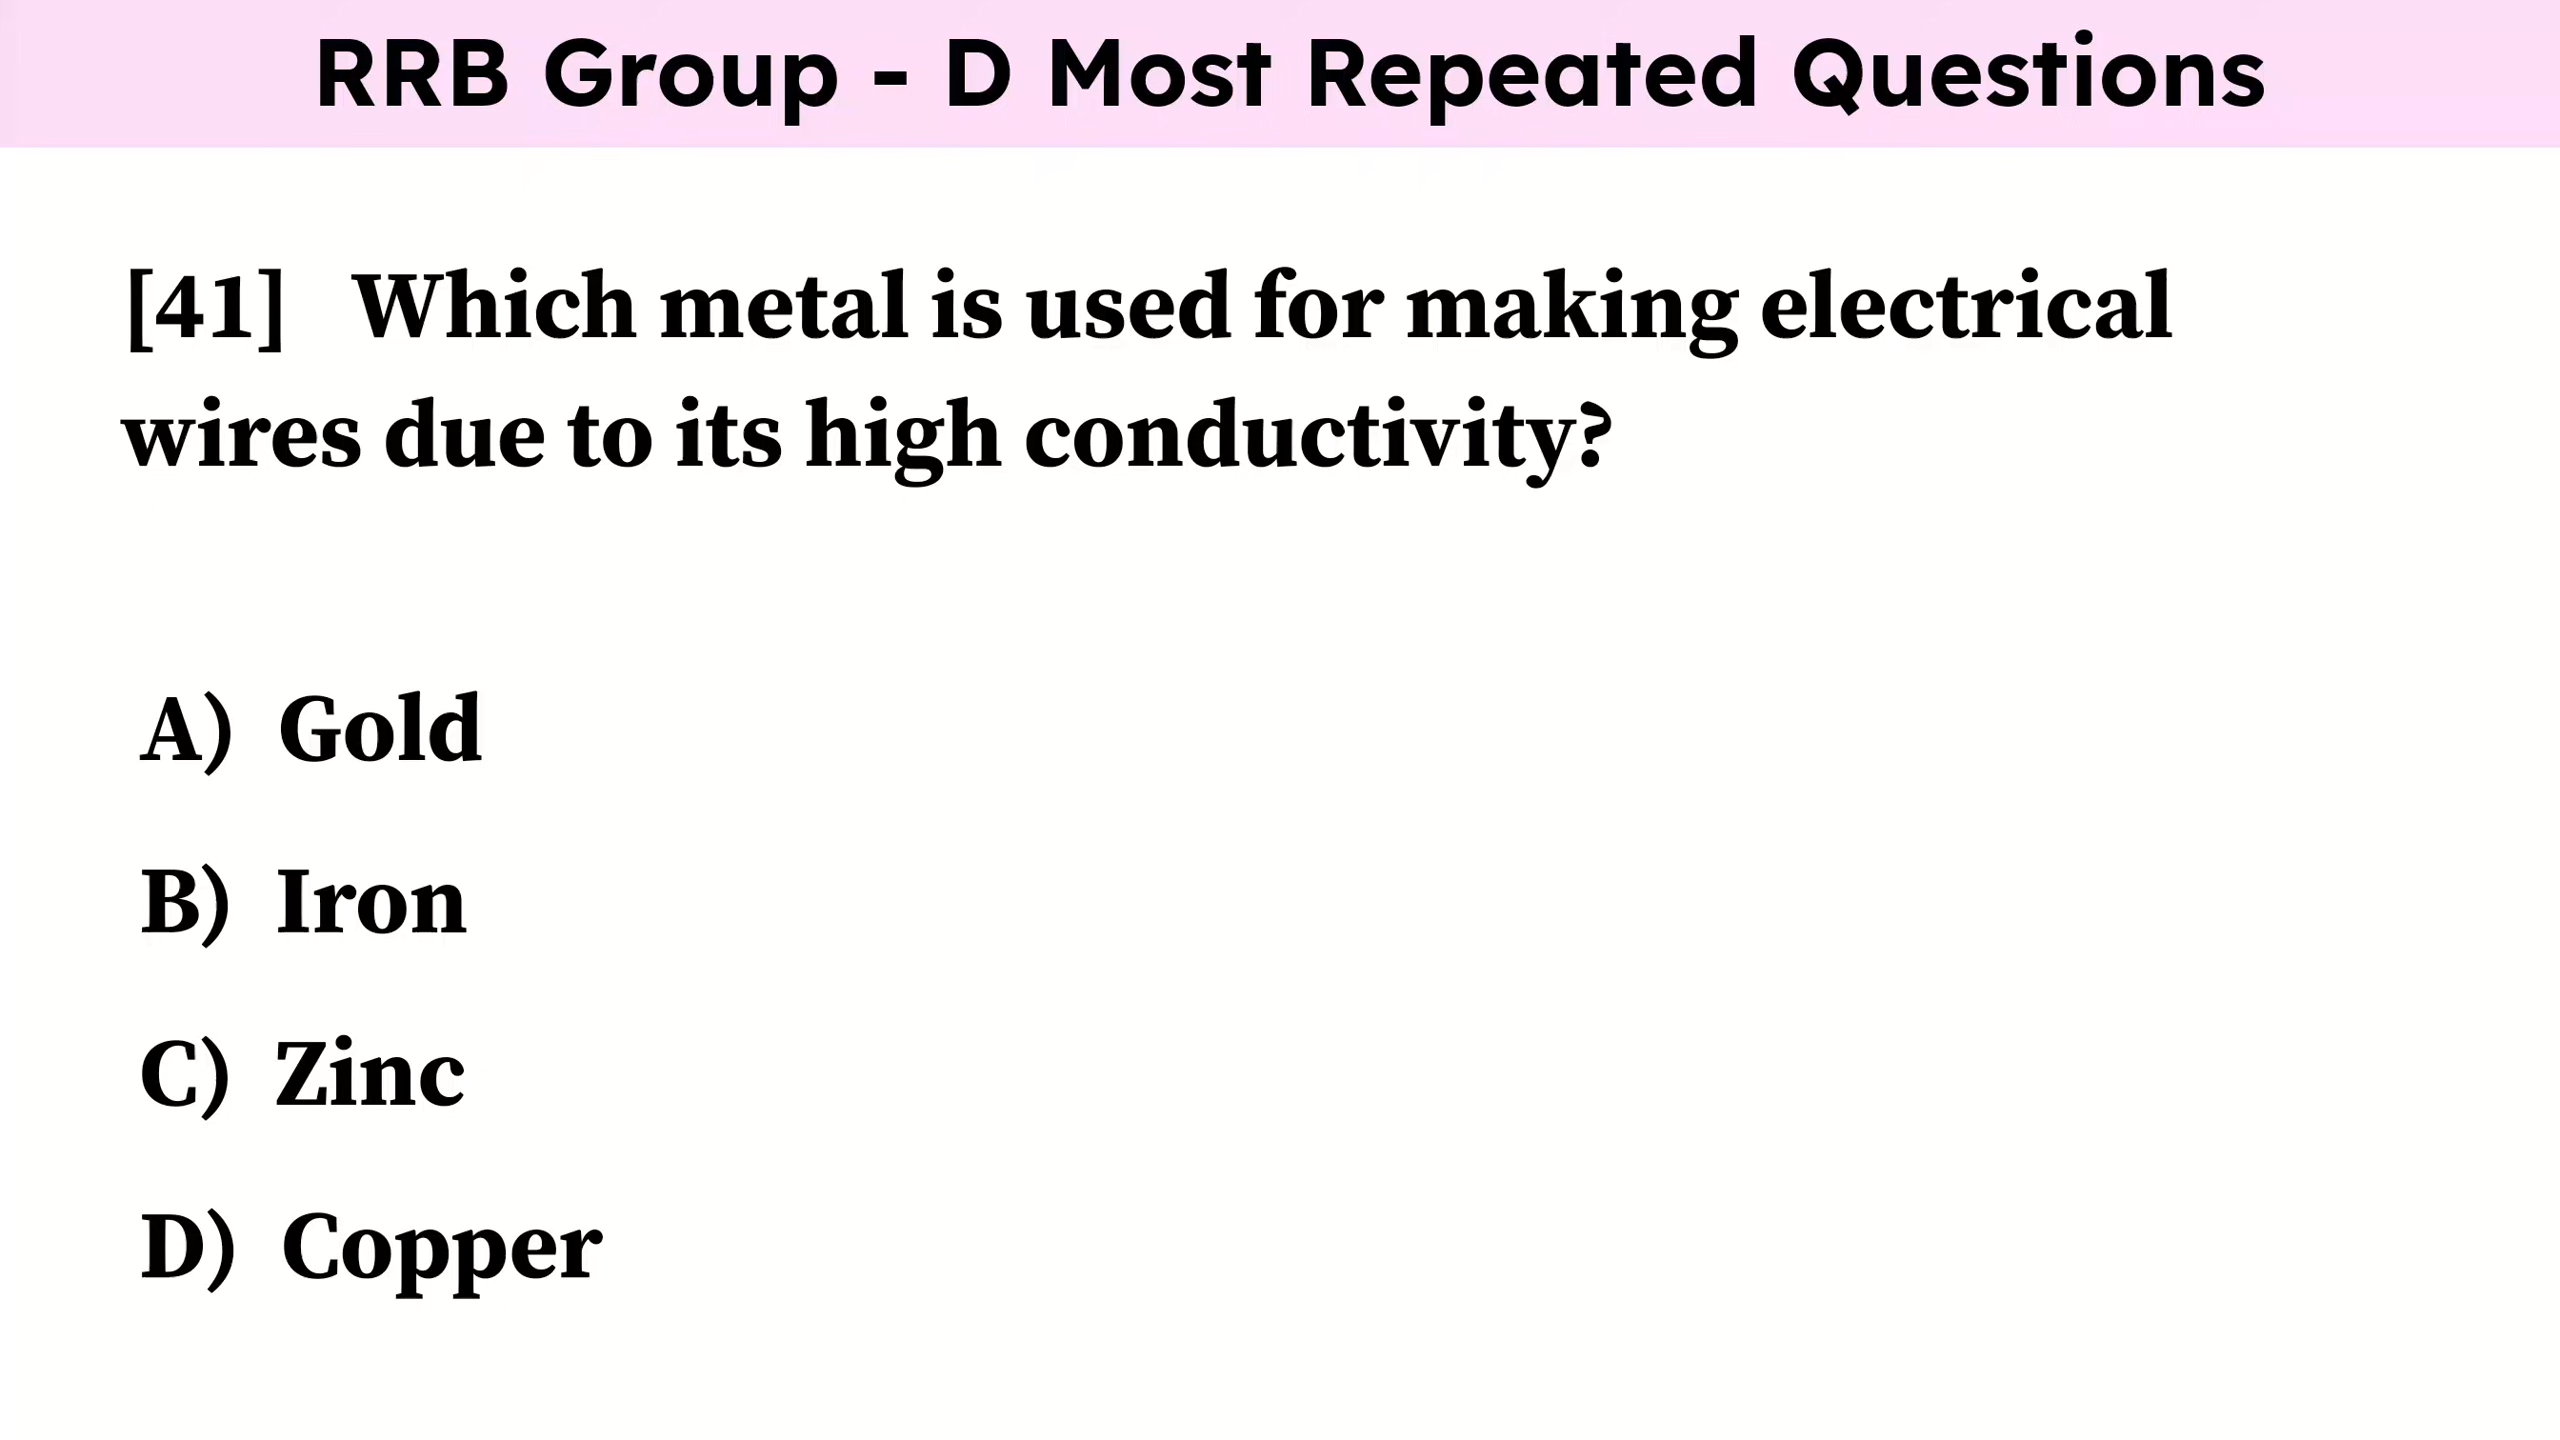 RRB Group - D Most Repeated Questions
[41] Which metal is used for making electrical
wires due to its high conductivity?
A) Gold
B) Iron
C) Zinc
D) Copper